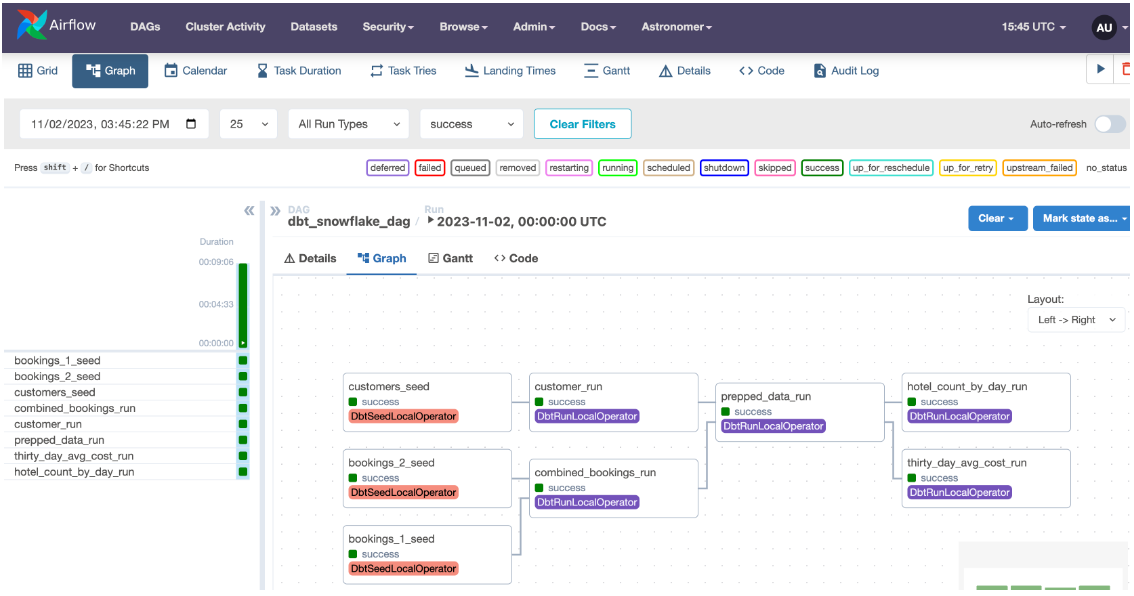 Airflow DAGs Cluster Activity Datasets Security Browse Admin Docs Astronomer 15:45 UTC AU
Grid Graph Calendar Task Duration Task Tries Landing Times Gantt Details <> Code Audit Log
11/02/2023, 03:45:22 PM 25 All Run Types success Clear Filters Auto-refresh
Press shift + / for Shortcuts deferred failed queued removed restarting running scheduled shutdown skipped success up_for_reschedule up_for_retry upstream_failed no_status
« » DAG Run
dbt_snowflake_dag / 2023-11-02, 00:00:00 UTC Clear Mark state as...
Duration
Details Graph Gantt <> Code
00:09:06
00:04:33
00:00:00
Layout:
Left -> Right
bookings_1_seed
bookings_2_seed
customers_seed
combined_bookings_run
customer_run
prepped_data_run
thirty_day_avg_cost_run
hotel_count_by_day_run
customers_seed
success
DbtSeedLocalOperator
bookings_2_seed
success
DbtSeedLocalOperator
bookings_1_seed
success
DbtSeedLocalOperator
customer_run
success
DbtRunLocalOperator
combined_bookings_run
success
DbtRunLocalOperator
prepped_data_run
success
DbtRunLocalOperator
hotel_count_by_day_run
success
DbtRunLocalOperator
thirty_day_avg_cost_run
success
DbtRunLocalOperator